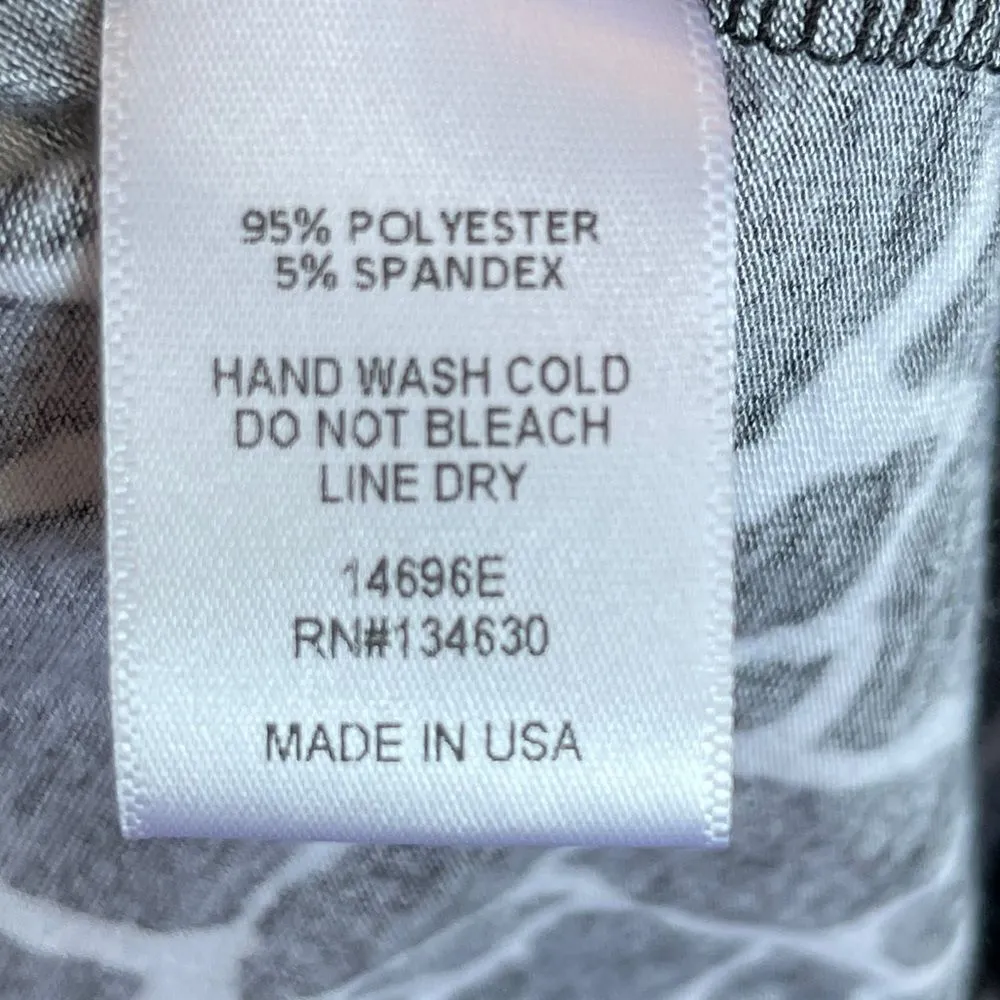 95% POLYESTER
5% SPANDEX
HAND WASH COLD
DO NOT BLEACH
LINE DRY
14696E
RN#134630
MADE IN USA